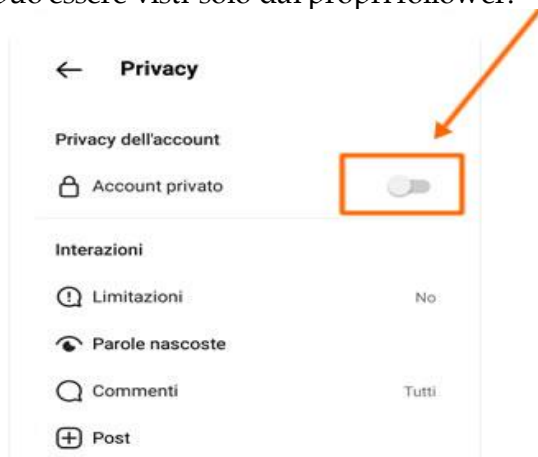 essere visti solo dai propri follower.
← Privacy
Privacy dell'account
Account privato
Interazioni
Limitazioni No
Parole nascoste
Commenti Tutti
Post